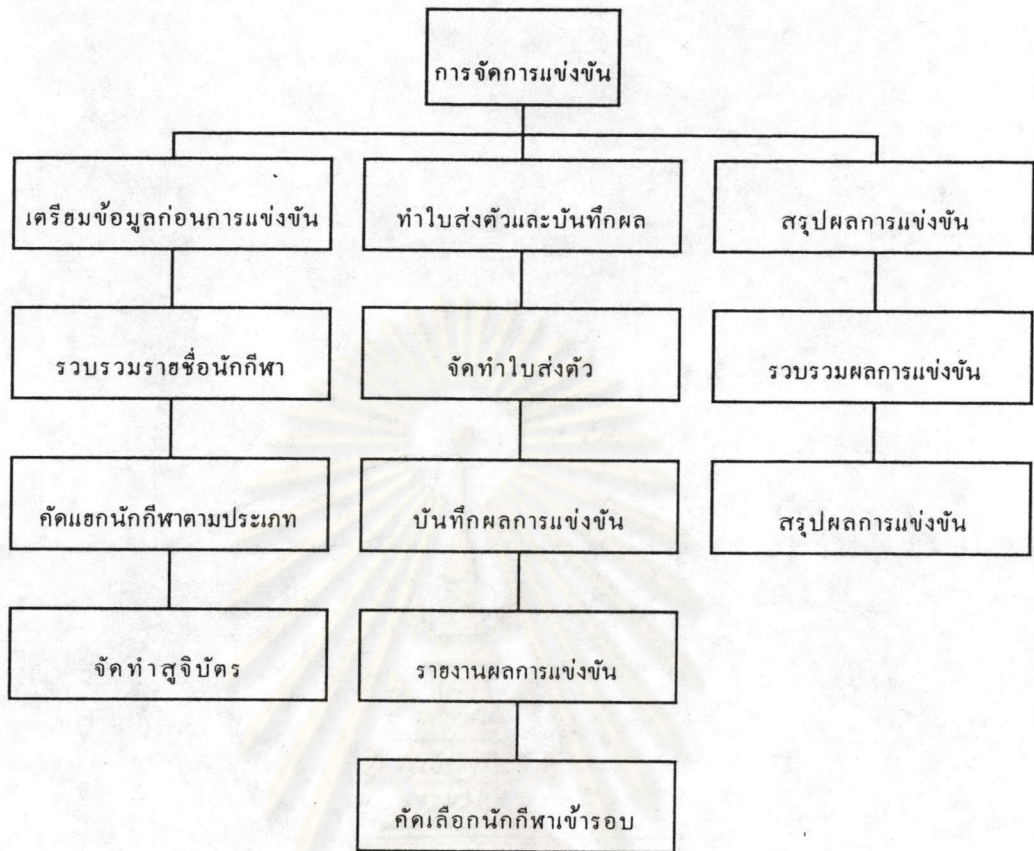 การจัดการแข่งขัน
เตรียมข้อมูลก่อนการแข่งขัน
ทำใบส่งตัวและบันทึกผล
สรุปผลการแข่งขัน
รวบรวมรายชื่อนักกีฬา
จัดทำใบส่งตัว
รวบรวมผลการแข่งขัน
คัดแยกนักกีฬาตามประเภท
บันทึกผลการแข่งขัน
สรุปผลการแข่งขัน
จัดทำสูจิบัตร
รายงานผลการแข่งขัน
คัดเลือกนักกีฬาเข้ารอบ